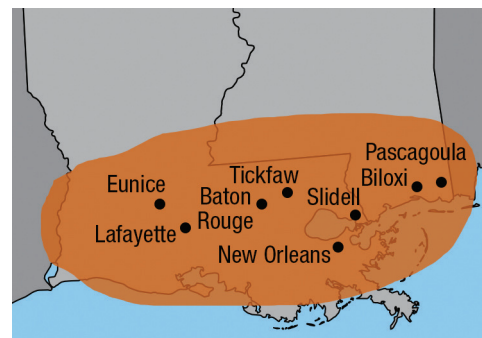 Pascagoula
Tickfaw
Biloxi
Eunice
Baton
Rouge
Slidell
Lafayette
New Orleans